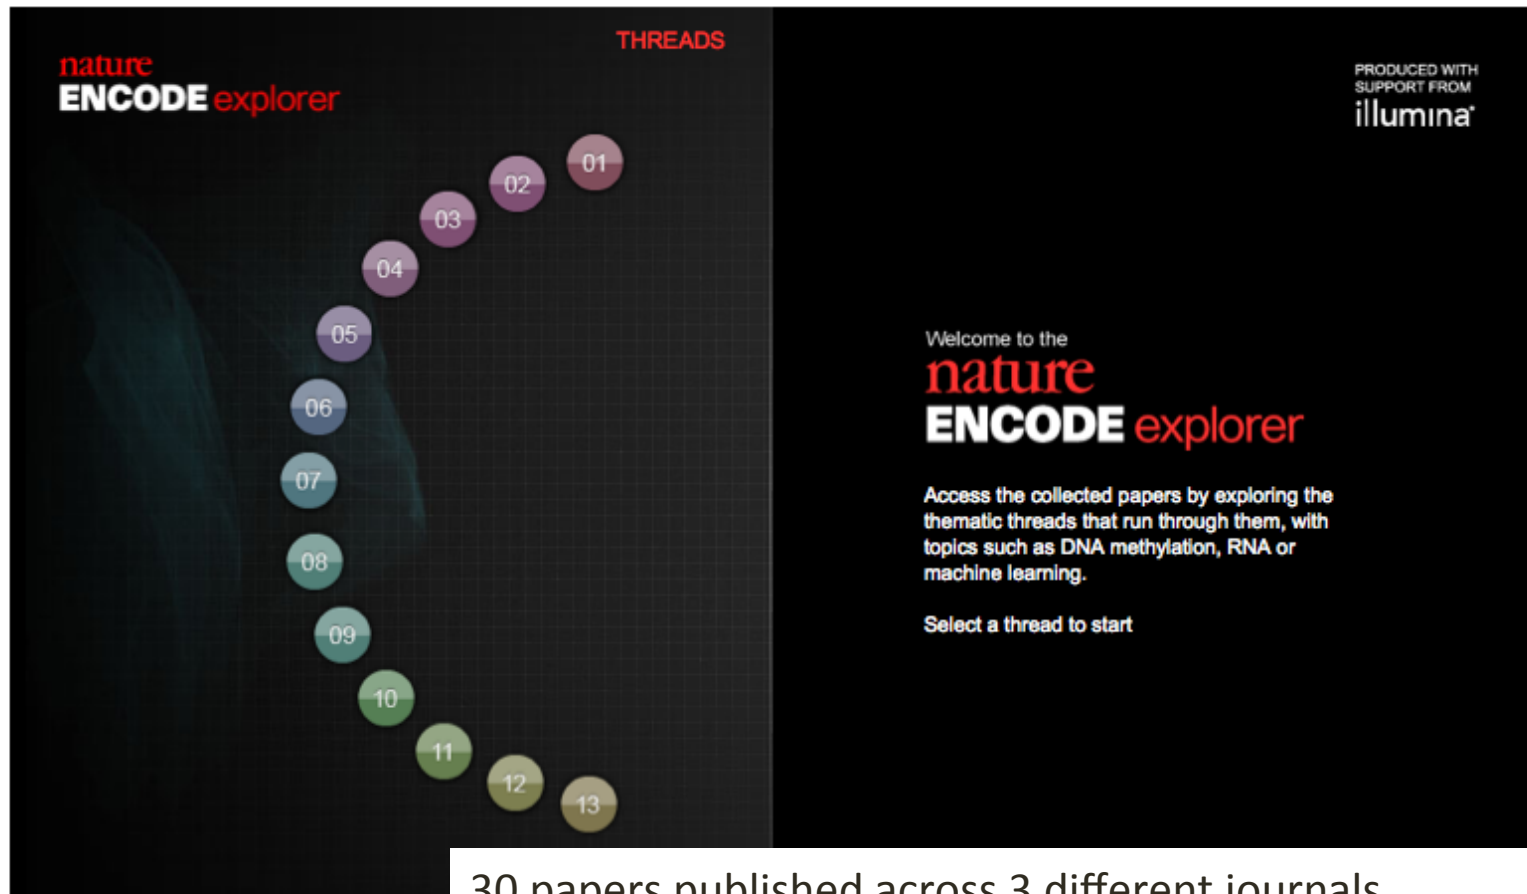 THREADS
nature
ENCODE explorer
01
02
03
04
05
06
07
08
09
10
11
12
13
PRODUCED WITH
SUPPORT FROM
illumina
Welcome to the
nature
ENCODE explorer
Access the collected papers by exploring the
thematic threads that run through them, with
topics such as DNA methylation, RNA or
machine learning.
Select a thread to start
30 papers published across 3 different journals